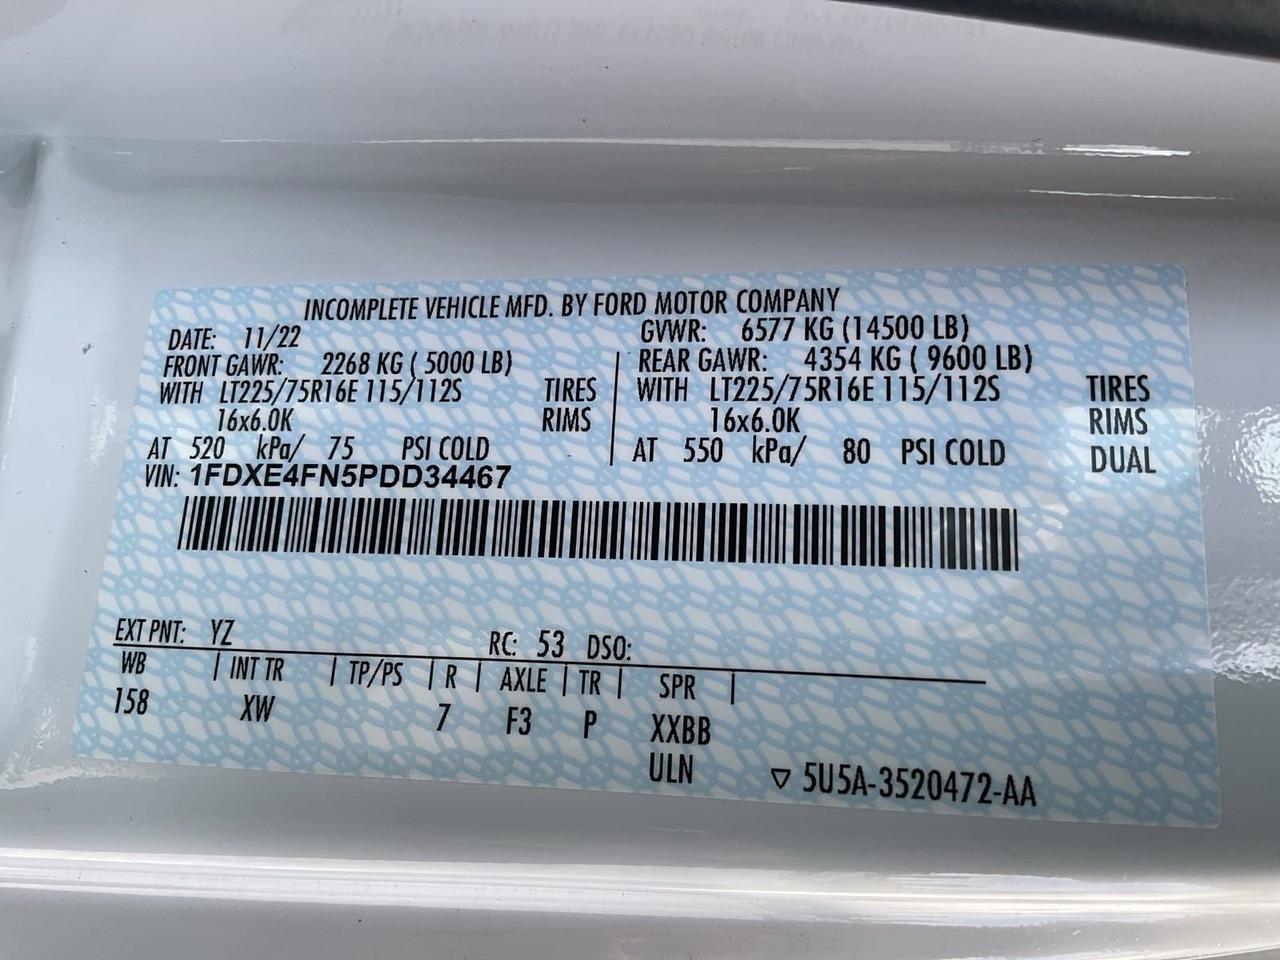 INCOMPLETE VEHICLE MFD. BY FORD MOTOR COMPANY
DATE: 11/22 GVWR: 6577 KG (14500 LB)
FRONT GAWR: 2268 KG ( 5000 LB) REAR GAWR: 4354 KG ( 9600 LB)
WITH LT225/75R16E 115/112S TIRES WITH LT225/75R16E 115/112S TIRES
16x6.0K RIMS 16x6.0K RIMS
AT 520 kPa/ 75 PSI COLD AT 550 kPa/ 80 PSI COLD DUAL
VIN: 1FDXE4FN5PDD34467
EXT PNT: YZ RC: 53 DSO:
WB | INT TR | TP/PS | R | AXLE | TR | SPR |
158 XW 7 F3 P XXBB
ULN ▽ 5U5A-3520472-AA